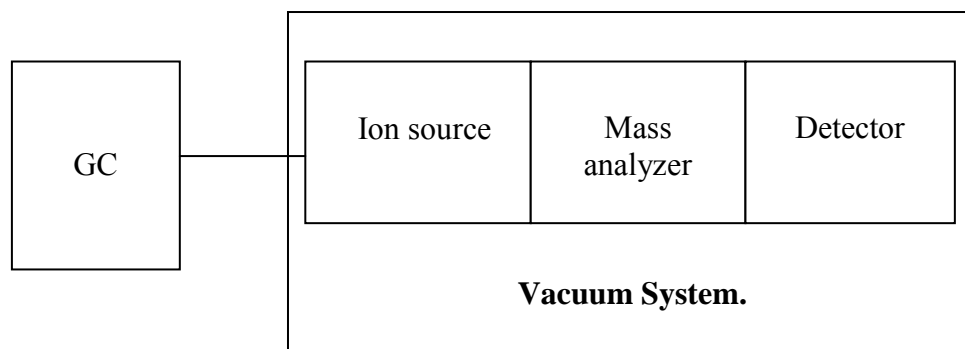 GC
Ion source
Mass
analyzer
Detector
Vacuum System.